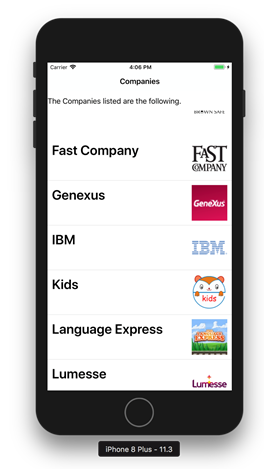 Carrier 4:06 PM
Companies
The Companies listed are the following.
BROWN SAFE
Fast Company
FAST
COMPANY
Genexus
GeneXus
IBM
IBM
Kids
kids
Language Express
EXPRESS
Lumesse
Lumesse
iPhone 8 Plus - 11.3